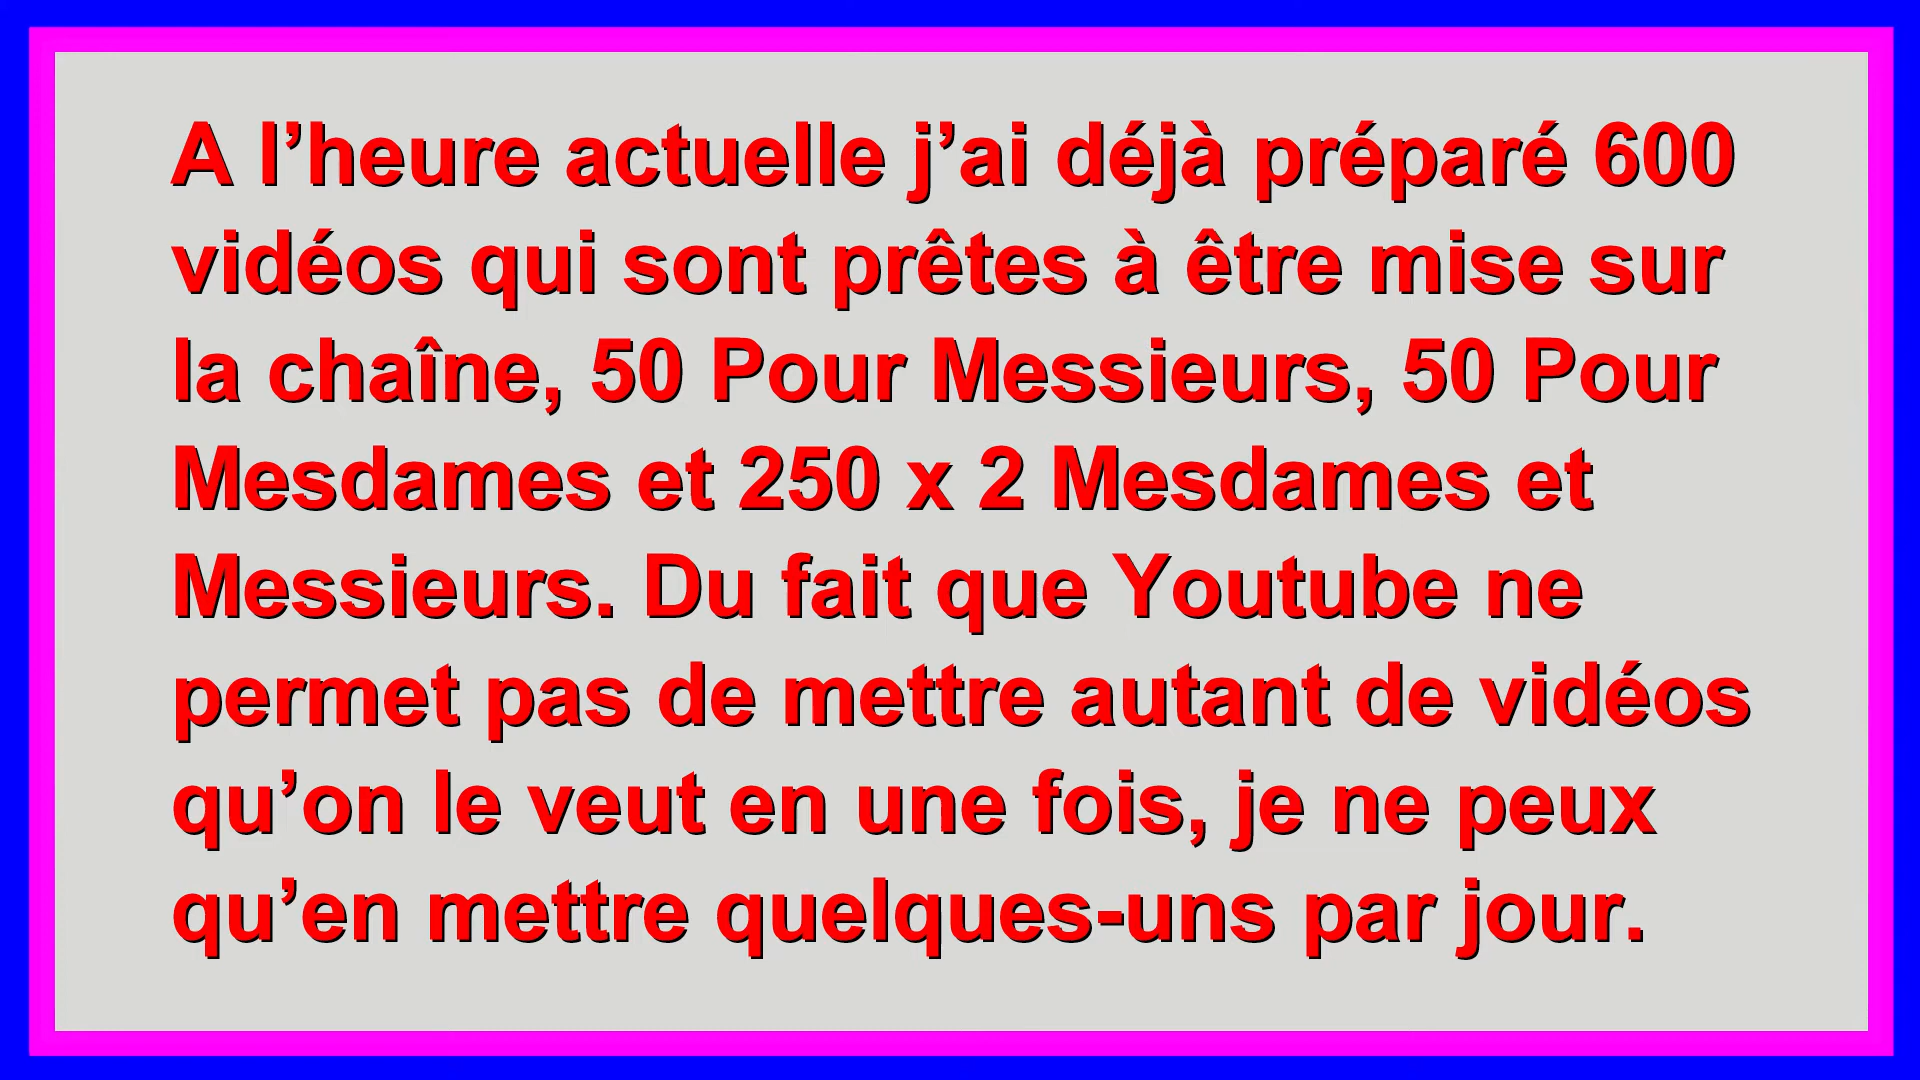 A l’heure actuelle j’ai déjà préparé 600
vidéos qui sont prêtes à être mise sur
la chaîne, 50 Pour Messieurs, 50 Pour
Mesdames et 250 x 2 Mesdames et
Messieurs. Du fait que Youtube ne
permet pas de mettre autant de vidéos
qu’on le veut en une fois, je ne peux
qu’en mettre quelques-uns par jour.